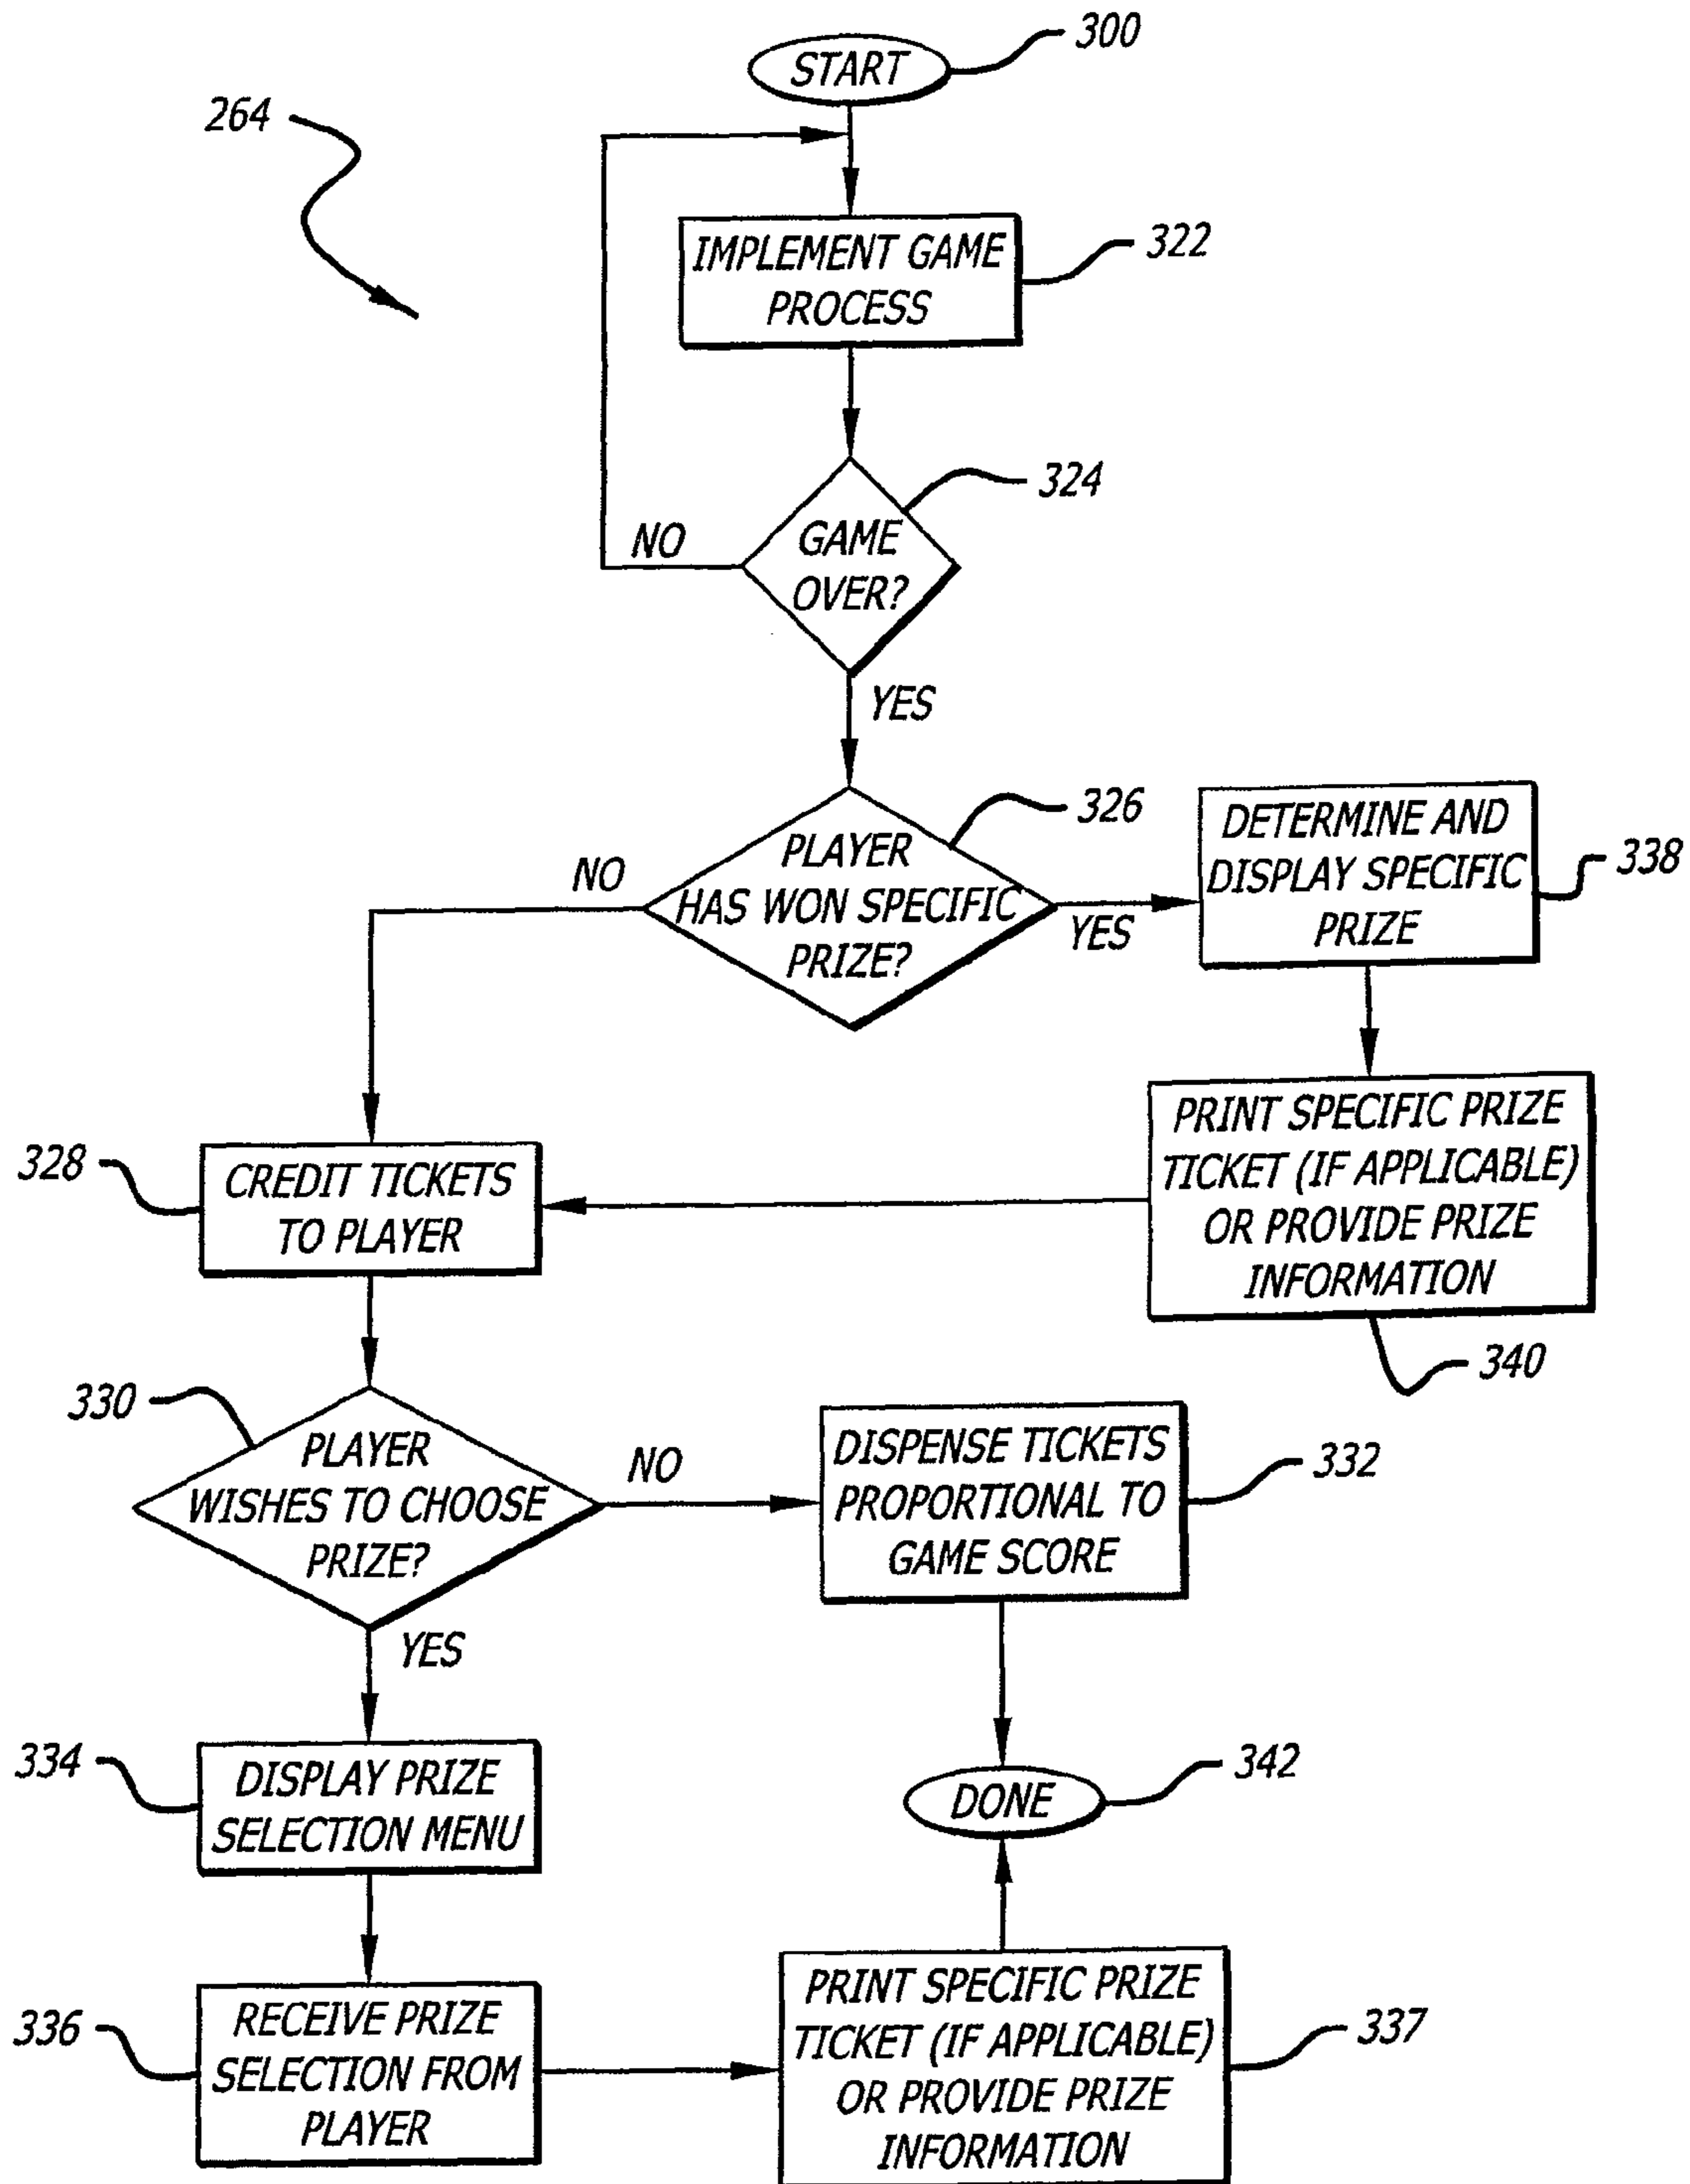 START
300
264
IMPLEMENT GAME
PROCESS
322
GAME
OVER?
324
NO
YES
PLAYER
HAS WON SPECIFIC
PRIZE?
326
NO
YES
DETERMINE AND
DISPLAY SPECIFIC
PRIZE
338
PRINT SPECIFIC PRIZE
TICKET (IF APPLICABLE)
OR PROVIDE PRIZE
INFORMATION
340
328
CREDIT TICKETS
TO PLAYER
330
PLAYER
WISHES TO CHOOSE
PRIZE?
NO
YES
DISPENSE TICKETS
PROPORTIONAL TO
GAME SCORE
332
334
DISPLAY PRIZE
SELECTION MENU
DONE
342
336
RECEIVE PRIZE
SELECTION FROM
PLAYER
PRINT SPECIFIC PRIZE
TICKET (IF APPLICABLE)
OR PROVIDE PRIZE
INFORMATION
337